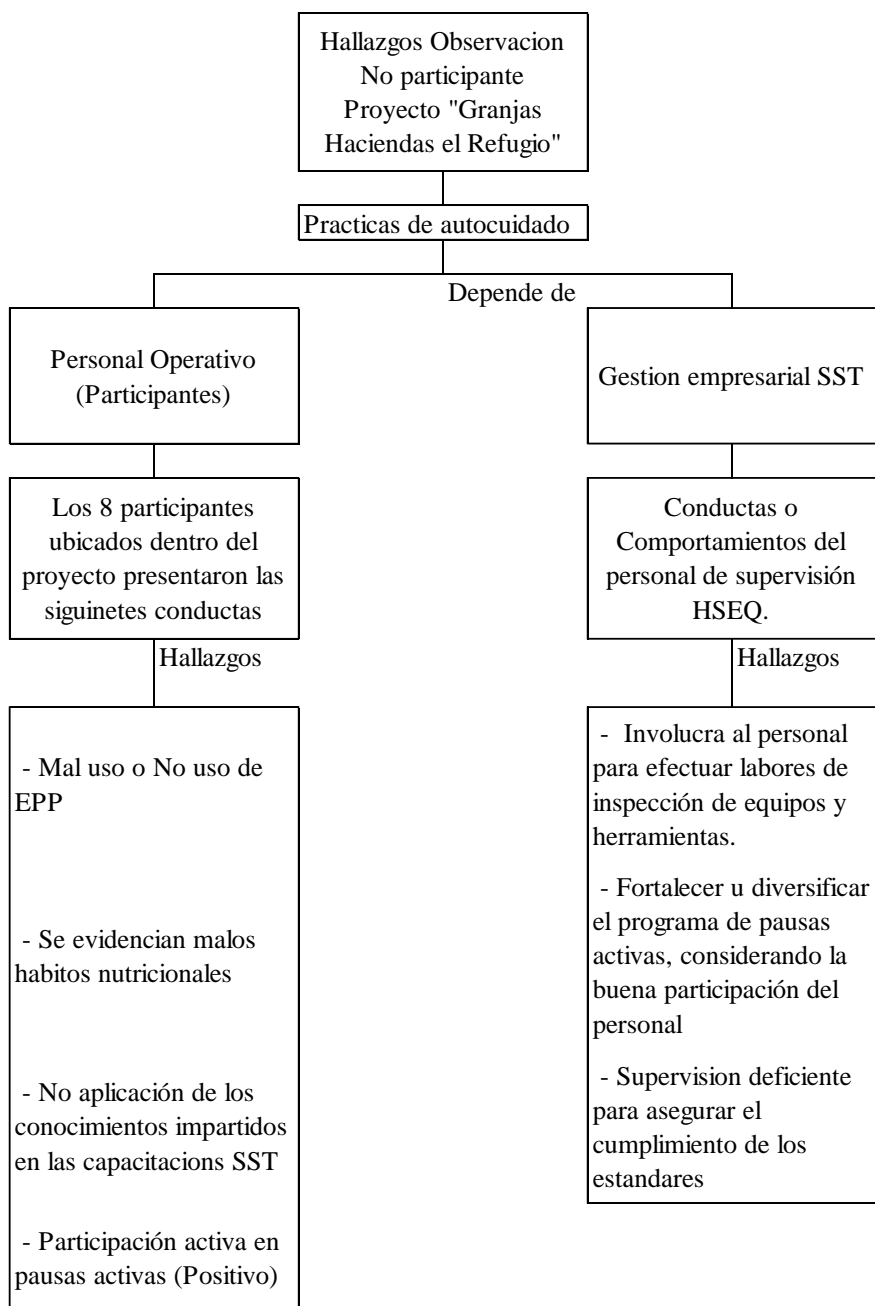 Hallazgos Observacion
No participante
Proyecto "Granjas
Haciendas el Refugio"
Practicas de autocuidado
Depende de
Personal Operativo
(Participantes)
Gestion empresarial SST
Los 8 participantes
ubicados dentro del
proyecto presentaron las
siguinetes conductas
Conductas o
Comportamientos del
personal de supervisión
HSEQ.
Hallazgos
Hallazgos
- Mal uso o No uso de
EPP
- Se evidencian malos
habitos nutricionales
- No aplicación de los
conocimientos impartidos
en las capacitacions SST
- Participación activa en
pausas activas (Positivo)
- Involucra al personal
para efectuar labores de
inspección de equipos y
herramientas.
- Fortalecer u diversificar
el programa de pausas
activas, considerando la
buena participación del
personal
- Supervision deficiente
para asegurar el
cumplimiento de los
estandares